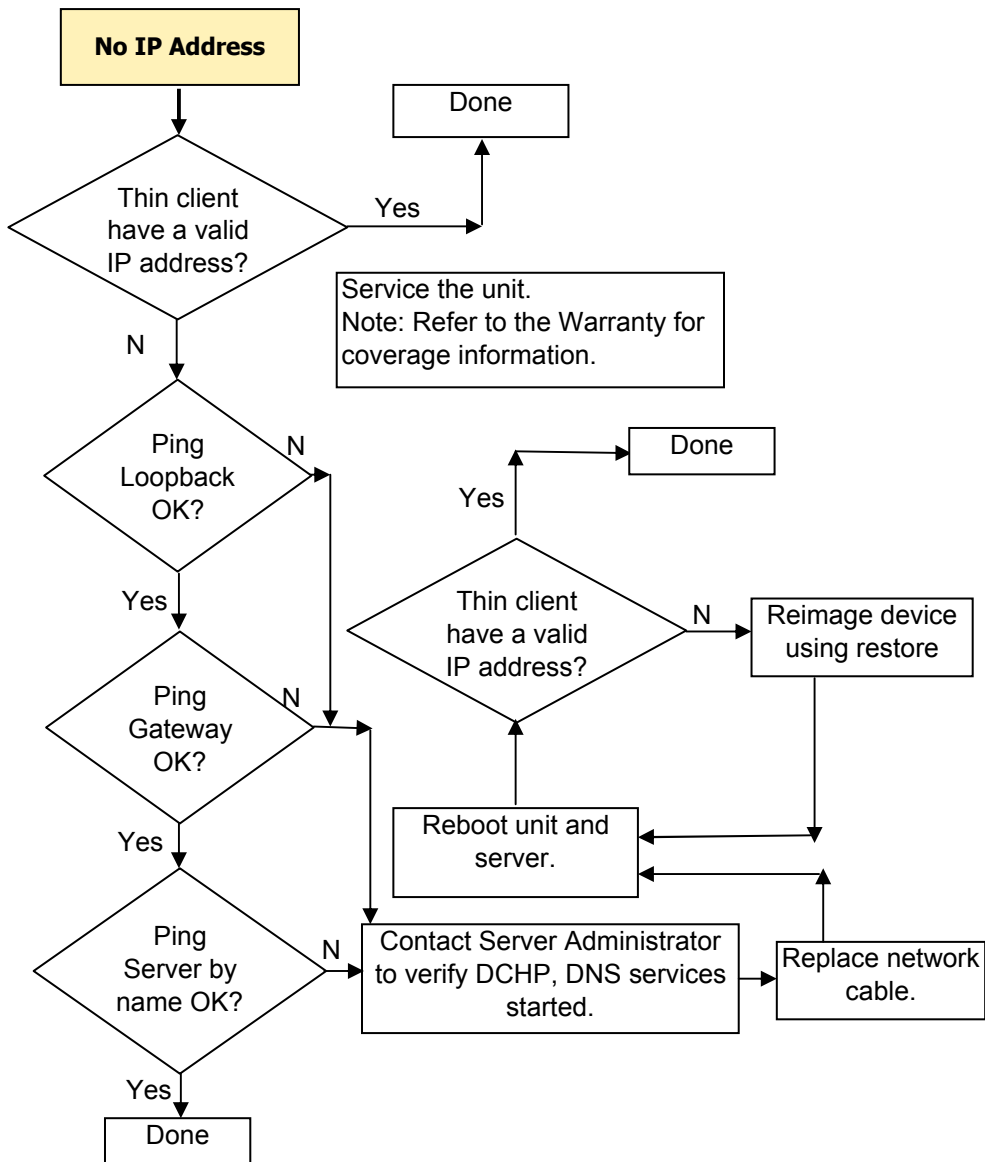 No IP Address
Done
Thin client
have a valid
IP address?
Yes
Service the unit.
Note: Refer to the Warranty for
coverage information.
N
Ping
Loopback
OK?
N
Done
Yes
Yes
Thin client
have a valid
IP address?
N
Reimage device
using restore
Ping
Gateway
OK?
N
Yes
Reboot unit and
server.
Ping
Server by
name OK?
N
Contact Server Administrator
to verify DCHP, DNS services
started.
Replace network
cable.
Yes
Done